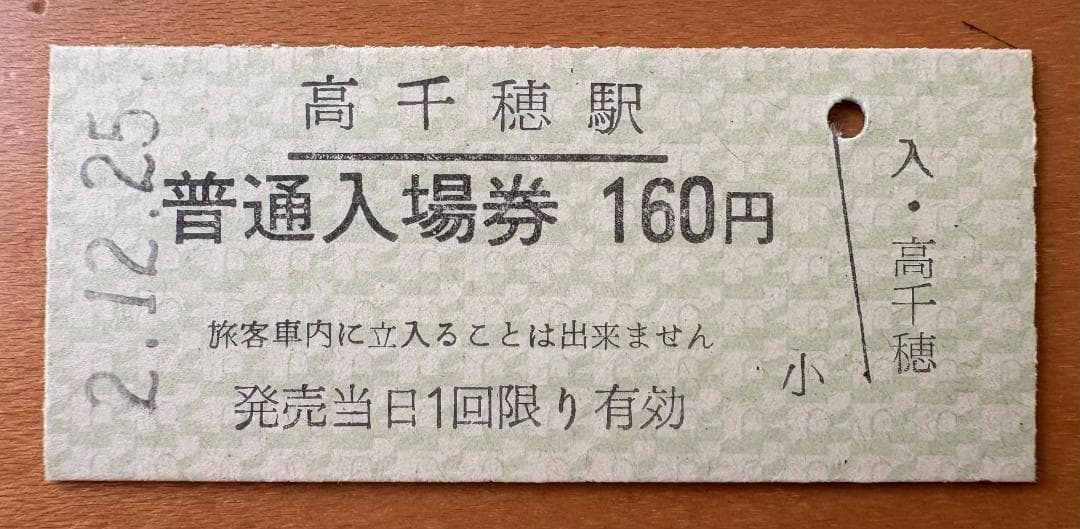 高千穂駅
普通入場券 160円
旅客車内に立入ることは出来ません
発売当日1回限り有効
小
入・高千穂
2.12.25